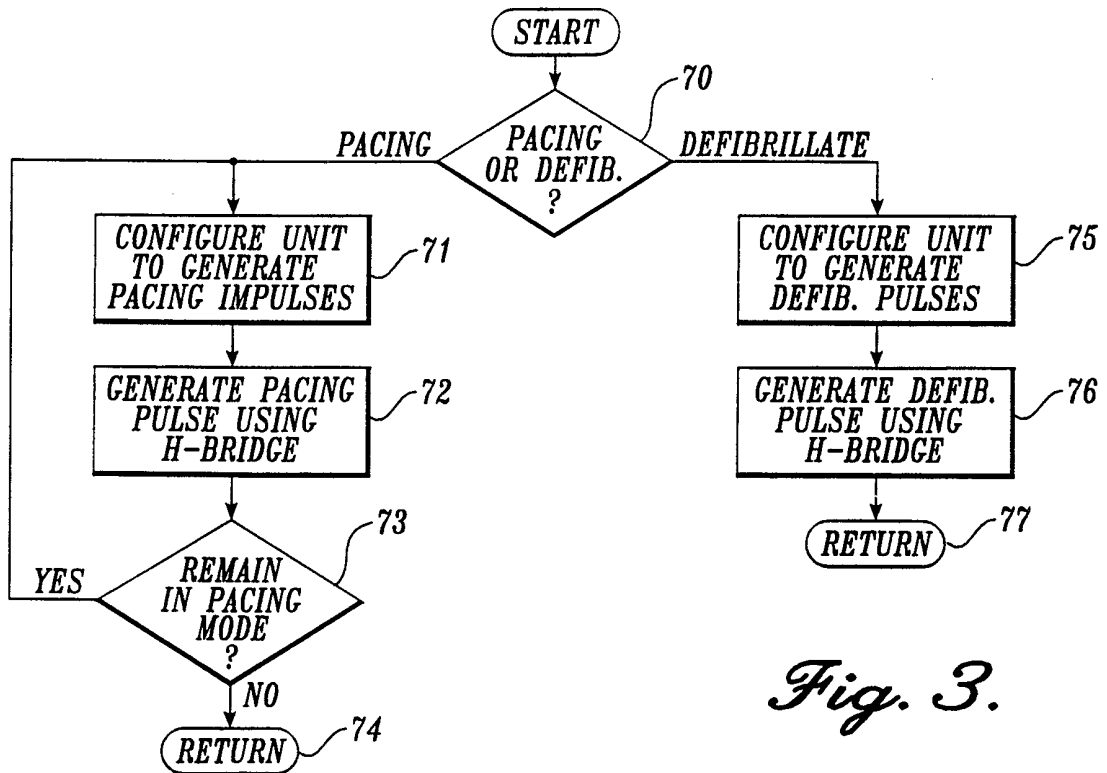 START
70
PACING
OR DEFIB.
?
PACING
DEFIBRILLATE
CONFIGURE UNIT
TO GENERATE
PACING IMPULSES
71
GENERATE PACING
PULSE USING
H-BRIDGE
72
REMAIN
IN PACING
MODE
?
73
YES
NO
RETURN
74
CONFIGURE UNIT
TO GENERATE
DEFIB. PULSES
75
GENERATE DEFIB.
PULSE USING
H-BRIDGE
76
RETURN
77
Fig. 3.